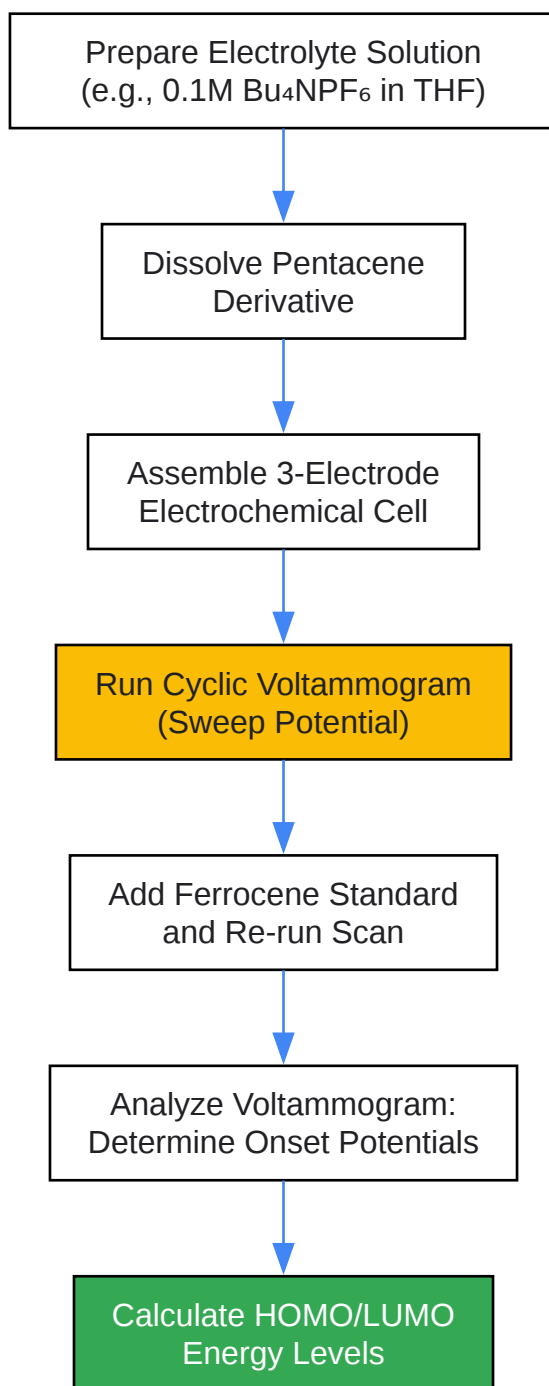 Prepare Electrolyte Solution
(e.g., 0.1M Bu₄NPF₆ in THF)
Dissolve Pentacene
Derivative
Assemble 3-Electrode
Electrochemical Cell
Run Cyclic Voltammogram
(Sweep Potential)
Add Ferrocene Standard
and Re-run Scan
Analyze Voltammogram:
Determine Onset Potentials
Calculate HOMO/LUMO
Energy Levels